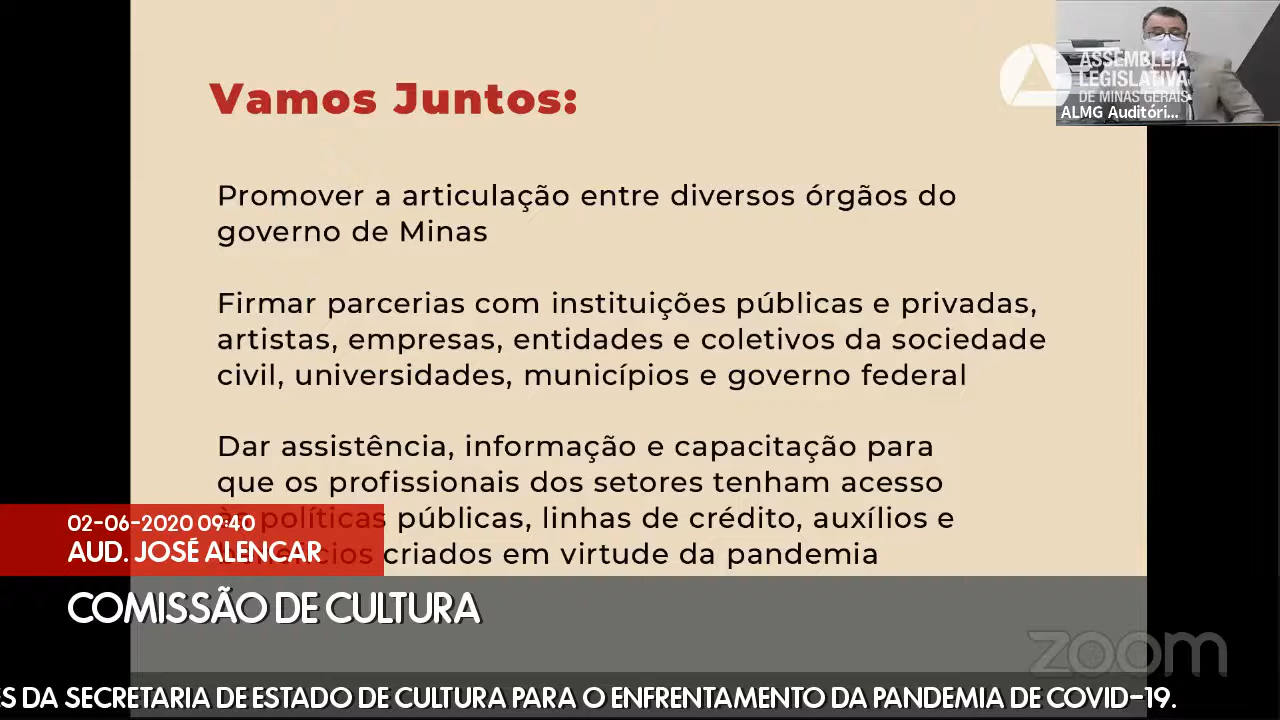 Vamos Juntos:
ASSEMBLEIA
LEGISLATIVA
DE MINAS GERAIS
ALMG Auditóri...
Promover a articulação entre diversos órgãos do
governo de Minas
Firmar parcerias com instituições públicas e privadas,
artistas, empresas, entidades e coletivos da sociedade
civil, universidades, municípios e governo federal
Dar assistência, informação e capacitação para
que os profissionais dos setores tenham acesso
às políticas públicas, linhas de crédito, auxílios e
benefícios criados em virtude da pandemia
02-06-2020 09:40
AUD. JOSÉ ALENCAR
COMISSÃO DE CULTURA
zoom
ES DA SECRETARIA DE ESTADO DE CULTURA PARA O ENFRENTAMENTO DA PANDEMIA DE COVID-19.